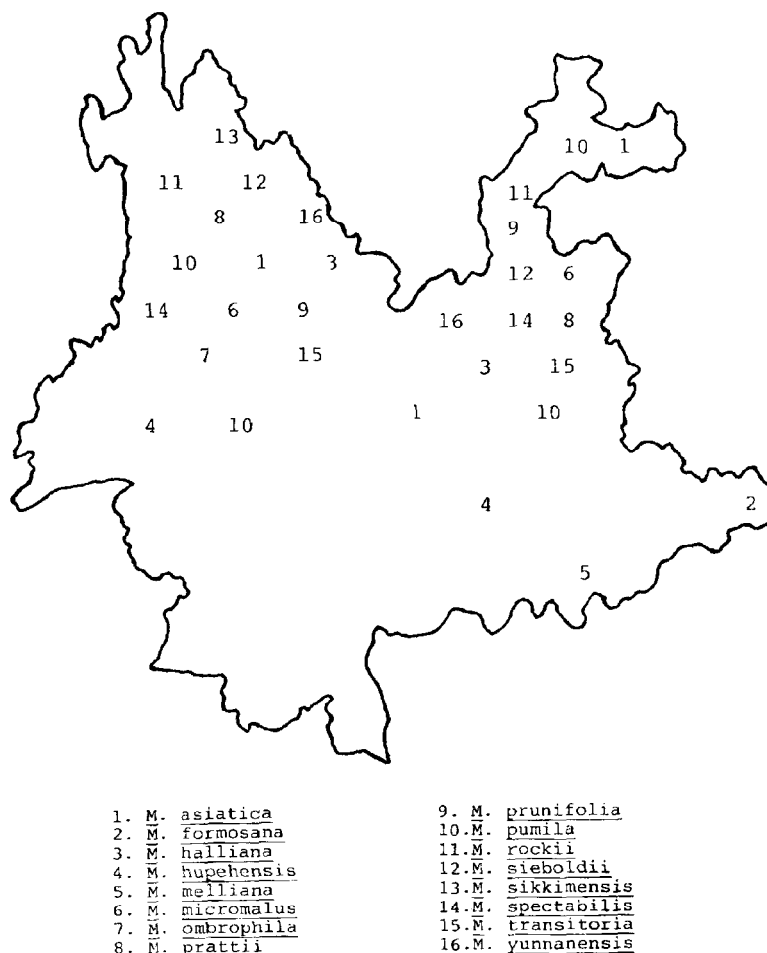 13
10 1
11 12
11
8 16
9
10 1 3
12 6
14 6 9
16 14 8
7 15
3 15
1 10
4 10
4 2
5
1. M. asiatica
2. M. formosana
3. M. halliana
4. M. hupehensis
5. M. melliana
6. M. micromalus
7. M. ombrophila
8. M. prattii
9. M. prunifolia
10.M. pumila
11.M. rockii
12.M. sieboldii
13.M. sikkimensis
14.M. spectabilis
15.M. transitoria
16.M. yunnanensis